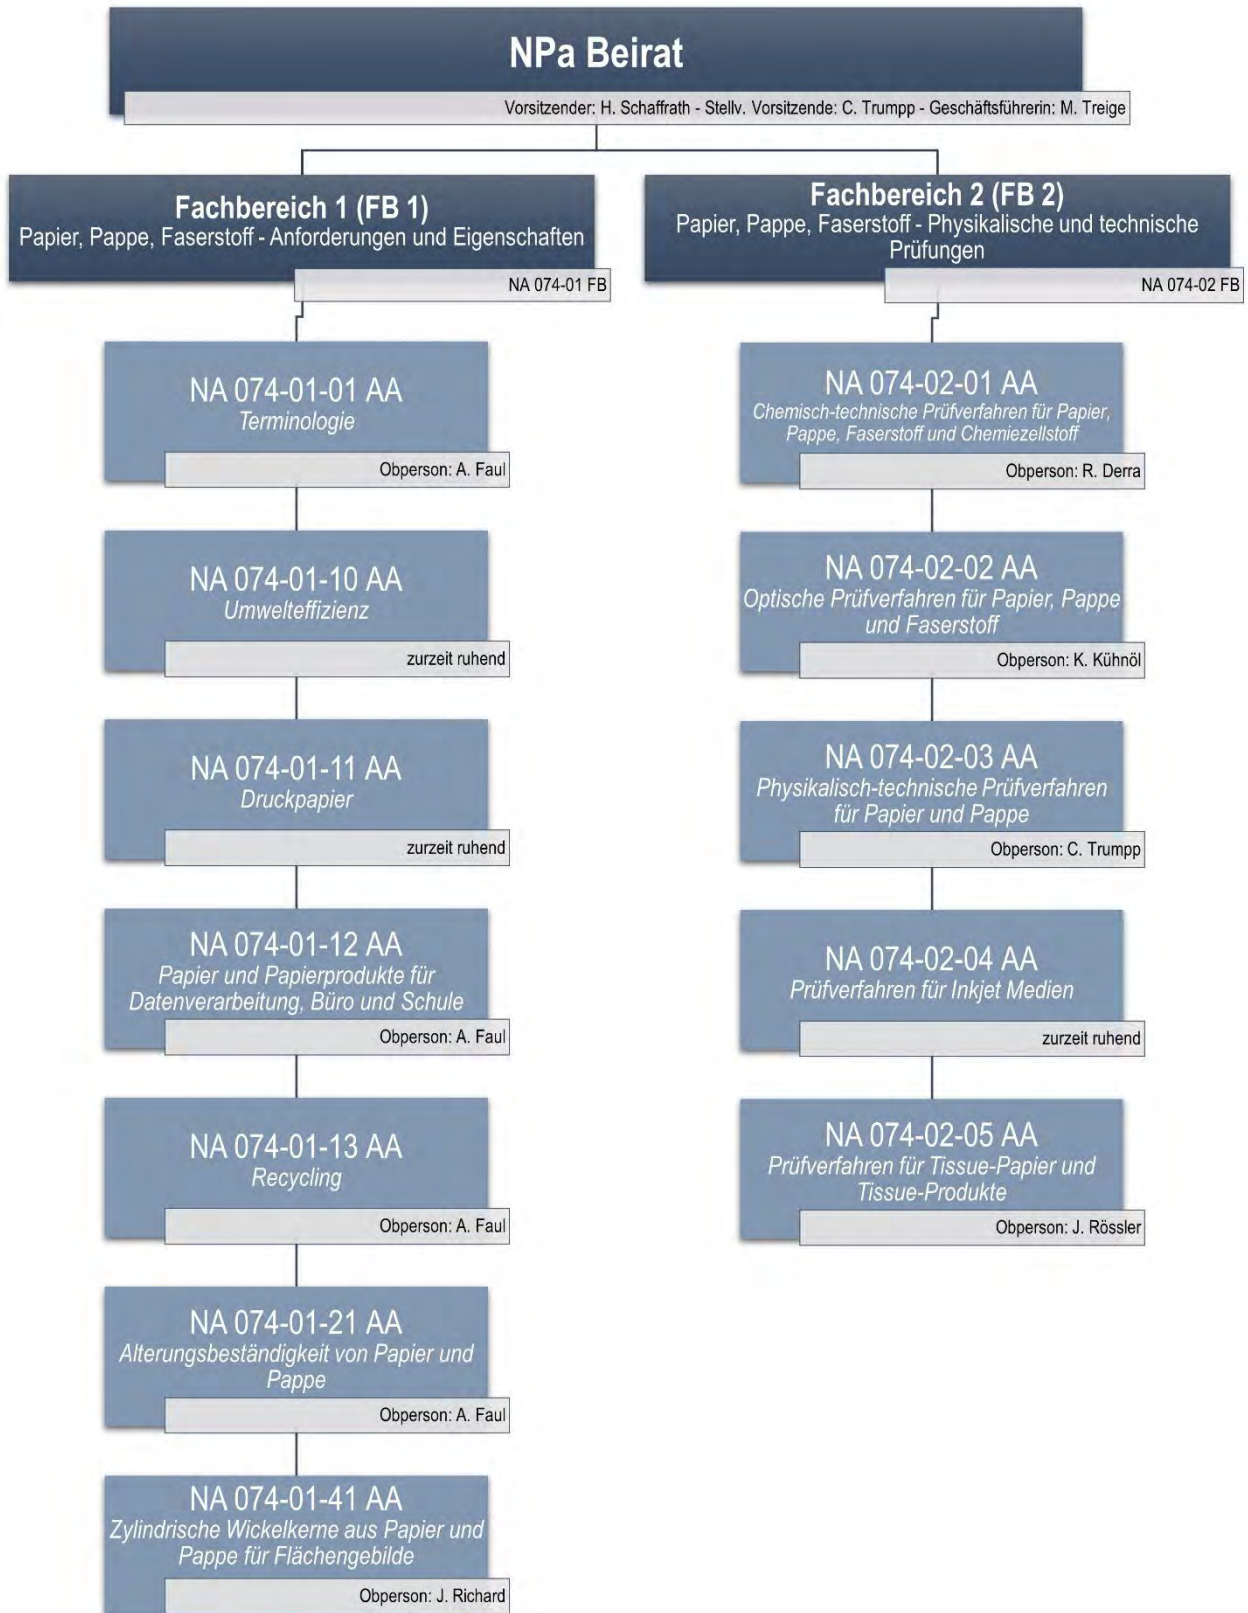 NPa Beirat
Vorsitzender: H. Schaffrath - Stellv. Vorsitzende: C. Trumpp - Geschäftsführerin: M. Treige
Fachbereich 1 (FB 1)
Papier, Pappe, Faserstoff - Anforderungen und Eigenschaften
NA 074-01 FB
NA 074-01-01 AA
Terminologie
Obperson: A. Faul
NA 074-01-10 AA
Umwelteffizienz
zurzeit ruhend
NA 074-01-11 AA
Druckpapier
zurzeit ruhend
NA 074-01-12 AA
Papier und Papierprodukte für
Datenverarbeitung, Büro und Schule
Obperson: A. Faul
NA 074-01-13 AA
Recycling
Obperson: A. Faul
NA 074-01-21 AA
Alterungsbeständigkeit von Papier und
Pappe
Obperson: A. Faul
NA 074-01-41 AA
Zylindrische Wickelkerne aus Papier und
Pappe für Flächengebilde
Obperson: J. Richard
Fachbereich 2 (FB 2)
Papier, Pappe, Faserstoff - Physikalische und technische
Prüfungen
NA 074-02 FB
NA 074-02-01 AA
Chemisch-technische Prüfverfahren für Papier,
Pappe, Faserstoff und Chemiezellstoff
Obperson: R. Derra
NA 074-02-02 AA
Optische Prüfverfahren für Papier, Pappe
und Faserstoff
Obperson: K. Kühnöl
NA 074-02-03 AA
Physikalisch-technische Prüfverfahren
für Papier und Pappe
Obperson: C. Trumpp
NA 074-02-04 AA
Prüfverfahren für Inkjet Medien
zurzeit ruhend
NA 074-02-05 AA
Prüfverfahren für Tissue-Papier und
Tissue-Produkte
Obperson: J. Rössler